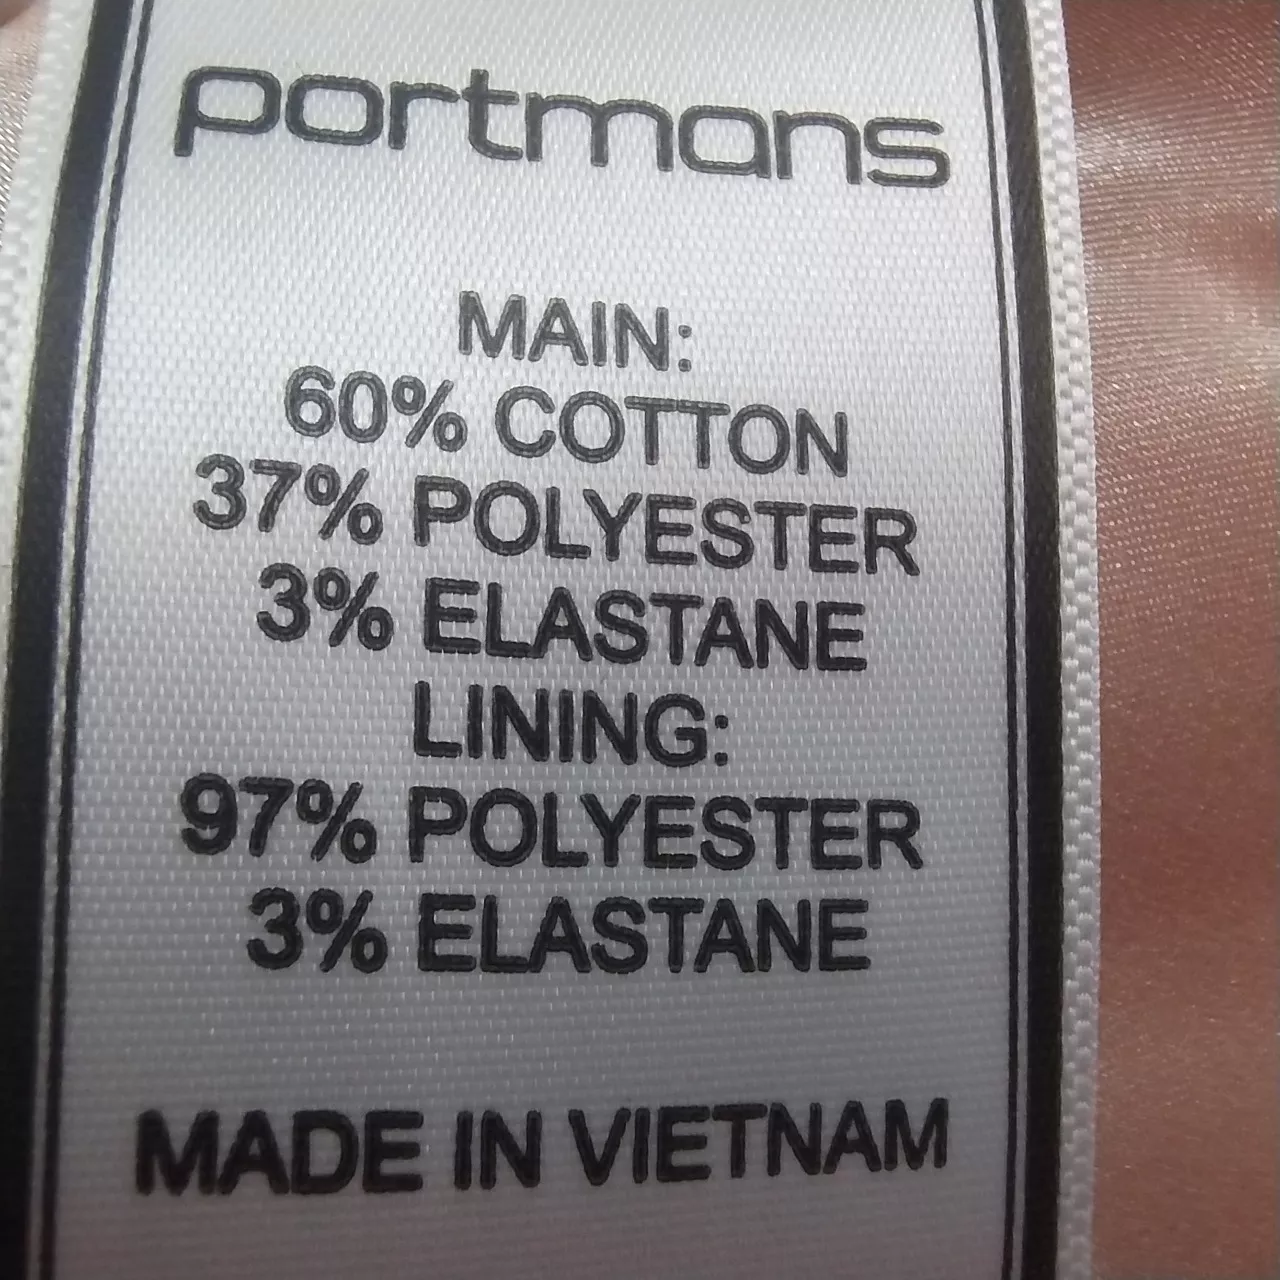 portmans
MAIN:
60% COTTON
37% POLYESTER
3% ELASTANE
LINING:
97% POLYESTER
3% ELASTANE
MADE IN VIETNAM